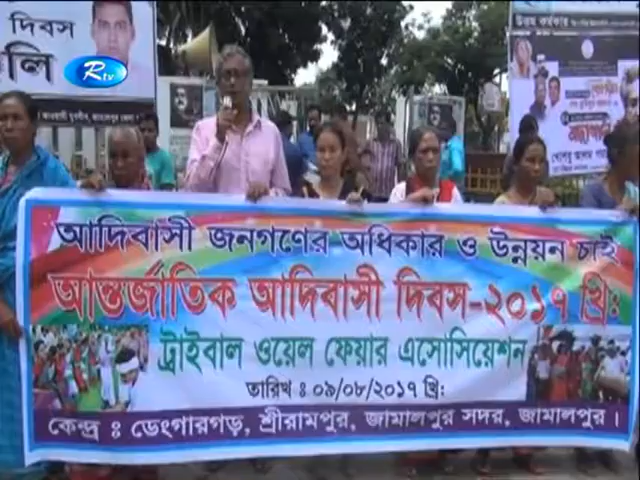 দিবস
Rtv
আদিবাসী জনগণের অধিকার ও উন্নয়ন চাই
আন্তর্জাতিক আদিবাসী দিবস-২০১৭ খ্রি:
ট্রাইবাল ওয়েল ফেয়ার এসোসিয়েশন
তারিখ : ০৯/০৮/২০১৭ খ্রি:
কেন্দ্র : ডেংগারগড়, শ্রীরামপুর, জামালপুর সদর, জামালপুর।